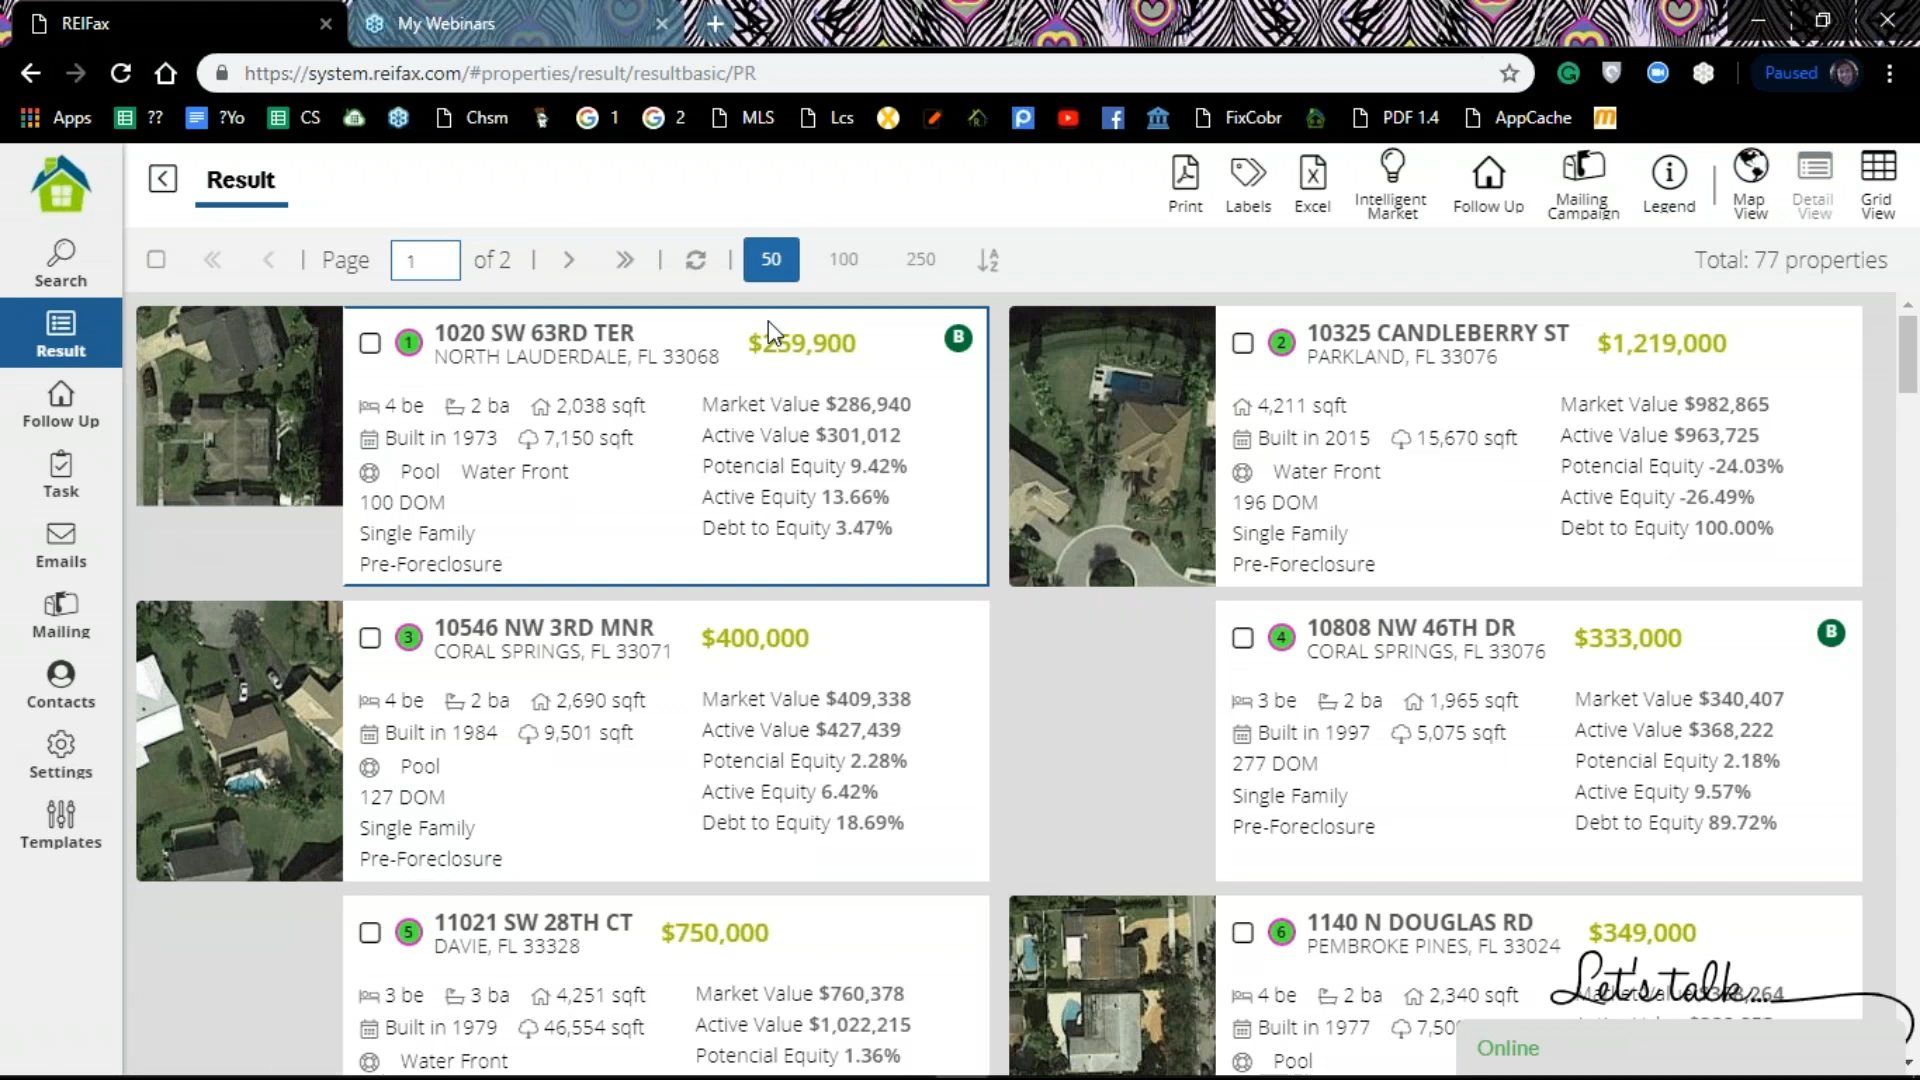 REIFax
My Webinars
https://system.reifax.com/#properties/result/resultbasic/PR
Paused
Apps ?? ?Yo CS Chsm 1 2 MLS Lcs FixCobr PDF 1.4 AppCache
Result
Print Labels Excel Intelligent Market Follow Up Mailing Campaign Legend Map View Detail View Grid View
Page 1 of 2 50 100 250
Total: 77 properties
Search
Result
Follow Up
Task
Emails
Mailing
Contacts
Settings
Templates
1 1020 SW 63RD TER $259,900 B
NORTH LAUDERDALE, FL 33068
4 be 2 ba 2,038 sqft
Built in 1973 7,150 sqft
Pool Water Front
100 DOM
Single Family
Pre-Foreclosure
Market Value $286,940
Active Value $301,012
Potencial Equity 9.42%
Active Equity 13.66%
Debt to Equity 3.47%
2 10325 CANDLEBERRY ST $1,219,000
PARKLAND, FL 33076
4,211 sqft
Built in 2015 15,670 sqft
Water Front
196 DOM
Single Family
Pre-Foreclosure
Market Value $982,865
Active Value $963,725
Potencial Equity -24.03%
Active Equity -26.49%
Debt to Equity 100.00%
3 10546 NW 3RD MNR $400,000
CORAL SPRINGS, FL 33071
4 be 2 ba 2,690 sqft
Built in 1984 9,501 sqft
Pool
127 DOM
Single Family
Pre-Foreclosure
Market Value $409,338
Active Value $427,439
Potencial Equity 2.28%
Active Equity 6.42%
Debt to Equity 18.69%
4 10808 NW 46TH DR $333,000 B
CORAL SPRINGS, FL 33076
3 be 2 ba 1,965 sqft
Built in 1997 5,075 sqft
277 DOM
Single Family
Pre-Foreclosure
Market Value $340,407
Active Value $368,222
Potencial Equity 2.18%
Active Equity 9.57%
Debt to Equity 89.72%
5 11021 SW 28TH CT $750,000
DAVIE, FL 33328
3 be 3 ba 4,251 sqft
Built in 1979 46,554 sqft
Water Front
Market Value $760,378
Active Value $1,022,215
Potencial Equity 1.36%
6 1140 N DOUGLAS RD $349,000
PEMBROKE PINES, FL 33024
4 be 2 ba 2,340 sqft
Built in 1977
Pool
Let's talk...
Online